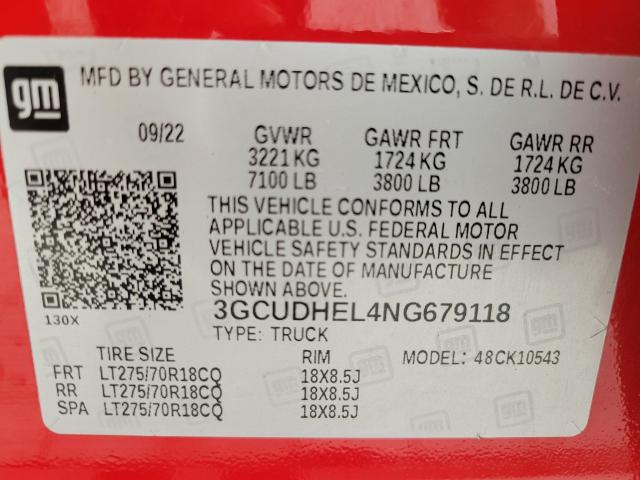 gm
MFD BY GENERAL MOTORS DE MEXICO, S. DE R.L. DE C.V.
09/22 GVWR GAWR FRT GAWR RR
3221 KG 1724 KG 1724 KG
7100 LB 3800 LB 3800 LB
THIS VEHICLE CONFORMS TO ALL
APPLICABLE U.S. FEDERAL MOTOR
VEHICLE SAFETY STANDARDS IN EFFECT
ON THE DATE OF MANUFACTURE
SHOWN ABOVE.
3GCUDHEL4NG679118
130X
TYPE: TRUCK
TIRE SIZE RIM MODEL: 48CK10543
FRT LT275/70R18CQ 18X8.5J
RR LT275/70R18CQ 18X8.5J
SPA LT275/70R18CQ 18X8.5J